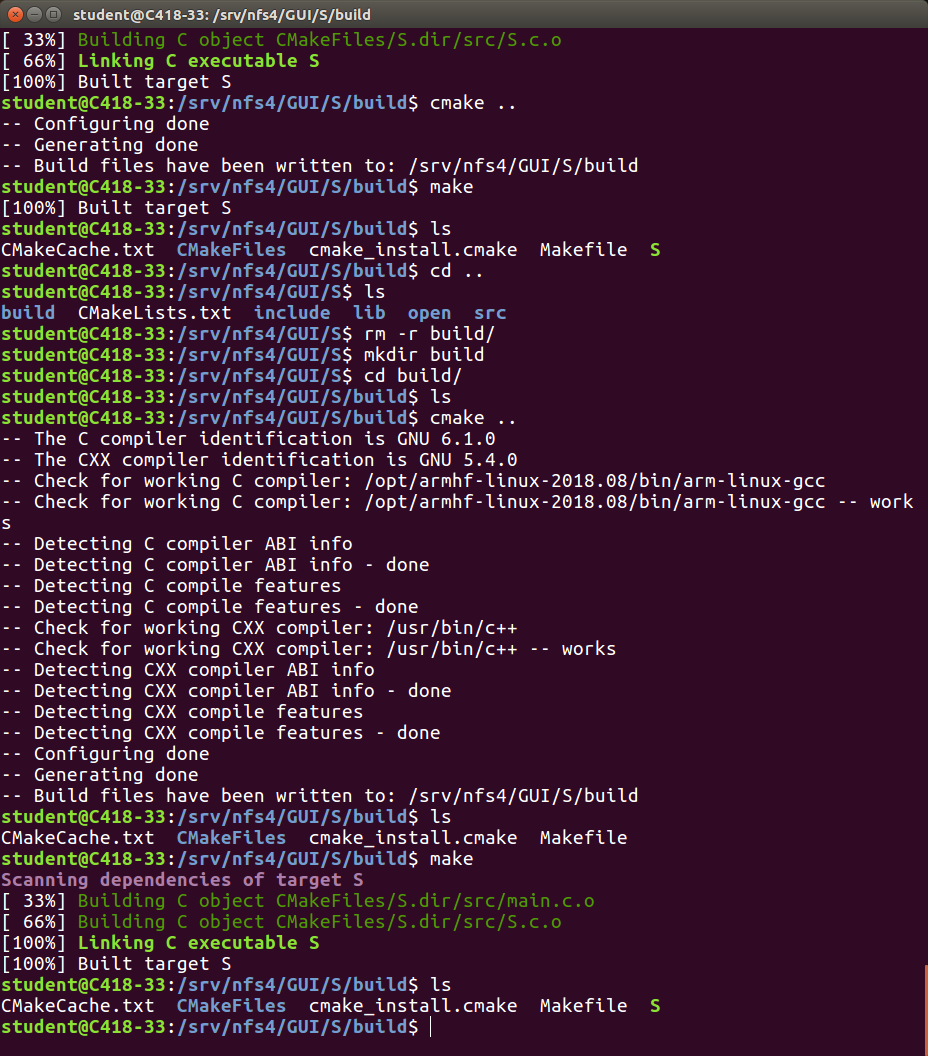 student@C418-33: /srv/nfs4/GUI/S/build
[ 33%] Building C object CMakeFiles/S.dir/src/S.c.o
[ 66%] Linking C executable S
[100%] Built target S
student@C418-33:/srv/nfs4/GUI/S/build$ cmake ..
-- Configuring done
-- Generating done
-- Build files have been written to: /srv/nfs4/GUI/S/build
student@C418-33:/srv/nfs4/GUI/S/build$ make
[100%] Built target S
student@C418-33:/srv/nfs4/GUI/S/build$ ls
CMakeCache.txt  CMakeFiles  cmake_install.cmake  Makefile  S
student@C418-33:/srv/nfs4/GUI/S/build$ cd ..
student@C418-33:/srv/nfs4/GUI/S$ ls
build  CMakeLists.txt  include  lib  open  src
student@C418-33:/srv/nfs4/GUI/S$ rm -r build/
student@C418-33:/srv/nfs4/GUI/S$ mkdir build
student@C418-33:/srv/nfs4/GUI/S$ cd build/
student@C418-33:/srv/nfs4/GUI/S/build$ ls
student@C418-33:/srv/nfs4/GUI/S/build$ cmake ..
-- The C compiler identification is GNU 6.1.0
-- The CXX compiler identification is GNU 5.4.0
-- Check for working C compiler: /opt/armhf-linux-2018.08/bin/arm-linux-gcc
-- Check for working C compiler: /opt/armhf-linux-2018.08/bin/arm-linux-gcc -- work
s
-- Detecting C compiler ABI info
-- Detecting C compiler ABI info - done
-- Detecting C compile features
-- Detecting C compile features - done
-- Check for working CXX compiler: /usr/bin/c++
-- Check for working CXX compiler: /usr/bin/c++ -- works
-- Detecting CXX compiler ABI info
-- Detecting CXX compiler ABI info - done
-- Detecting CXX compile features
-- Detecting CXX compile features - done
-- Configuring done
-- Generating done
-- Build files have been written to: /srv/nfs4/GUI/S/build
student@C418-33:/srv/nfs4/GUI/S/build$ ls
CMakeCache.txt  CMakeFiles  cmake_install.cmake  Makefile
student@C418-33:/srv/nfs4/GUI/S/build$ make
Scanning dependencies of target S
[ 33%] Building C object CMakeFiles/S.dir/src/main.c.o
[ 66%] Building C object CMakeFiles/S.dir/src/S.c.o
[100%] Linking C executable S
[100%] Built target S
student@C418-33:/srv/nfs4/GUI/S/build$ ls
CMakeCache.txt  CMakeFiles  cmake_install.cmake  Makefile  S
student@C418-33:/srv/nfs4/GUI/S/build$